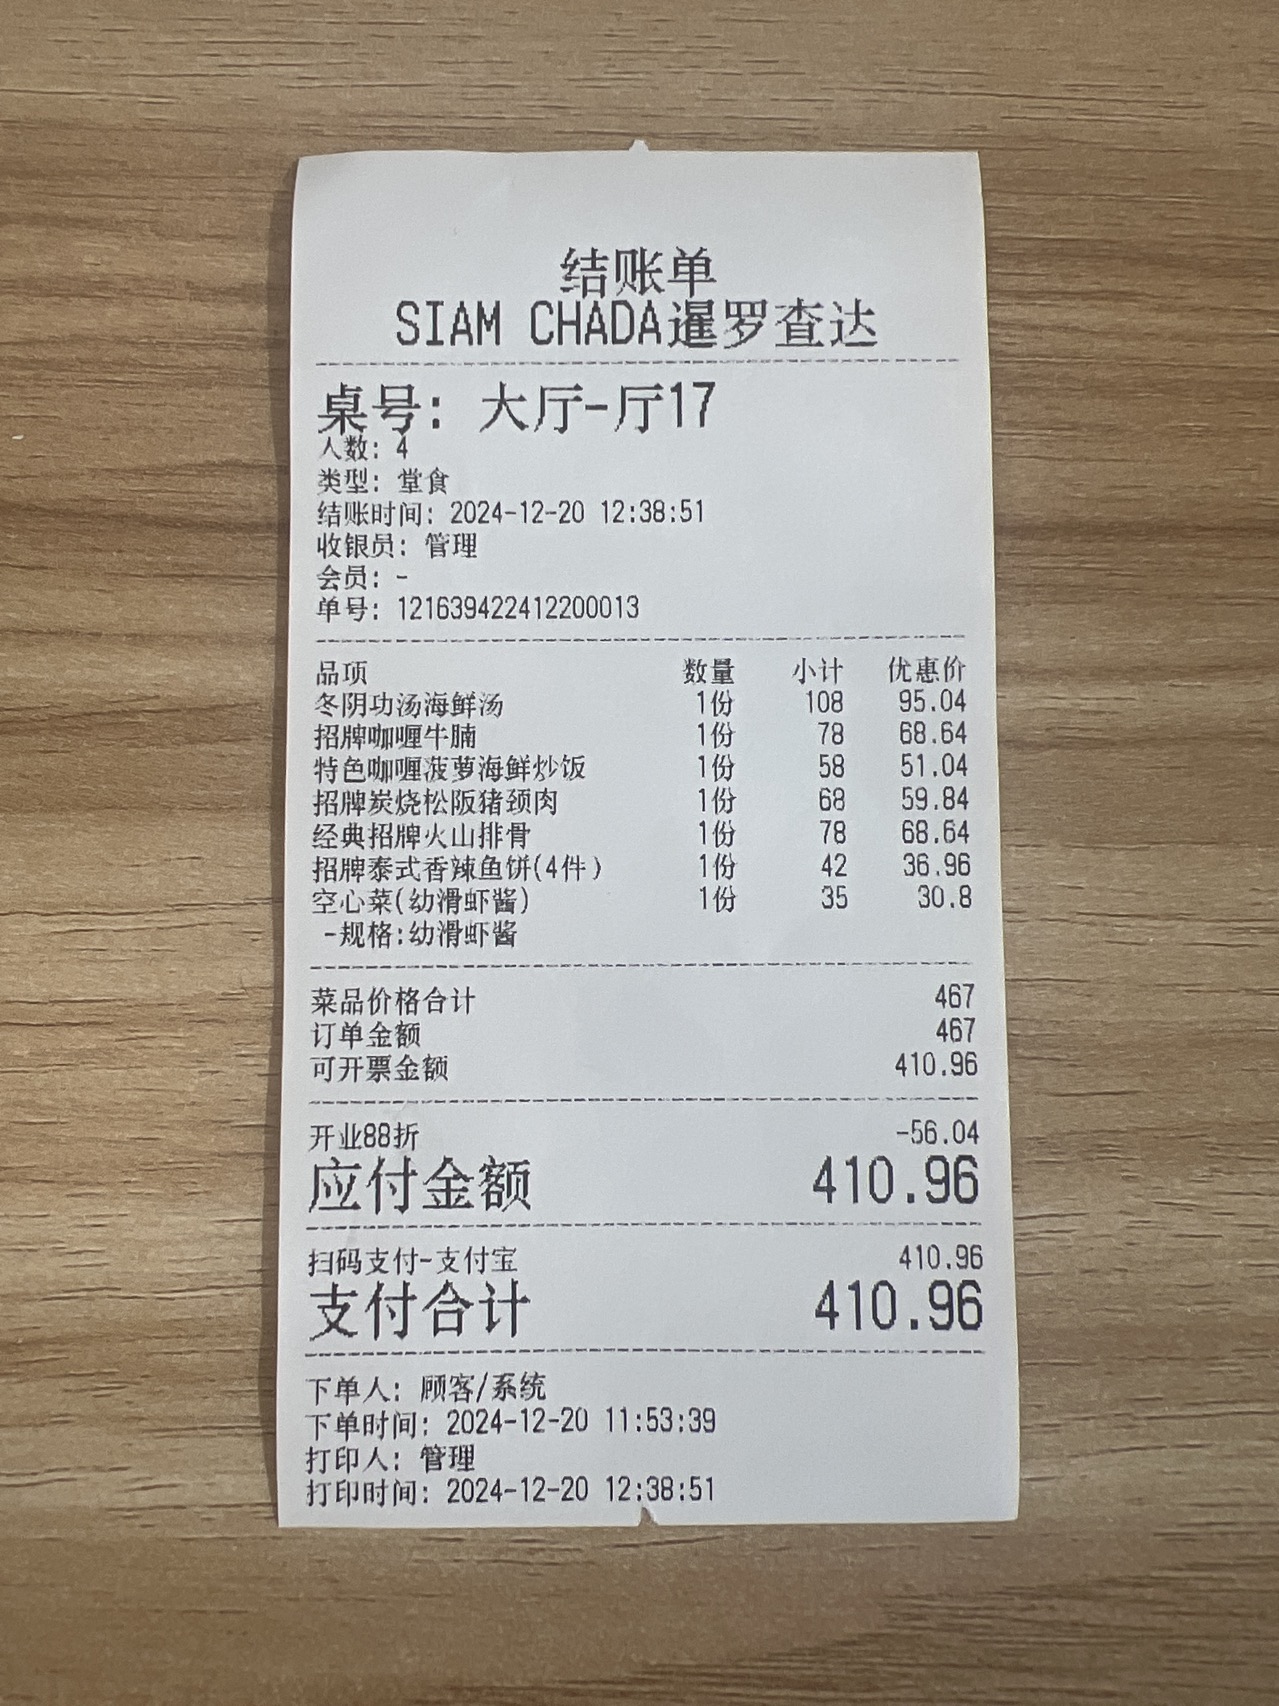 结账单
SIAM CHADA暹罗查达
桌号: 大厅-厅17
人数: 4
类型: 堂食
结账时间: 2024-12-20 12:38:51
收银员: 管理
会员: -
单号: 121639422412200013
品项 数量 小计 优惠价
冬阴功汤海鲜汤 1份 108 95.04
招牌咖喱牛腩 1份 78 68.64
特色咖喱菠萝海鲜炒饭 1份 58 51.04
招牌炭烧松阪猪颈肉 1份 68 59.84
经典招牌火山排骨 1份 78 68.64
招牌泰式香辣鱼饼(4件) 1份 42 36.96
空心菜(幼滑虾酱) 1份 35 30.8
-规格:幼滑虾酱
菜品价格合计 467
订单金额 467
可开票金额 410.96
开业88折 -56.04
应付金额 410.96
扫码支付-支付宝 410.96
支付合计 410.96
下单人: 顾客/系统
下单时间: 2024-12-20 11:53:39
打印人: 管理
打印时间: 2024-12-20 12:38:51